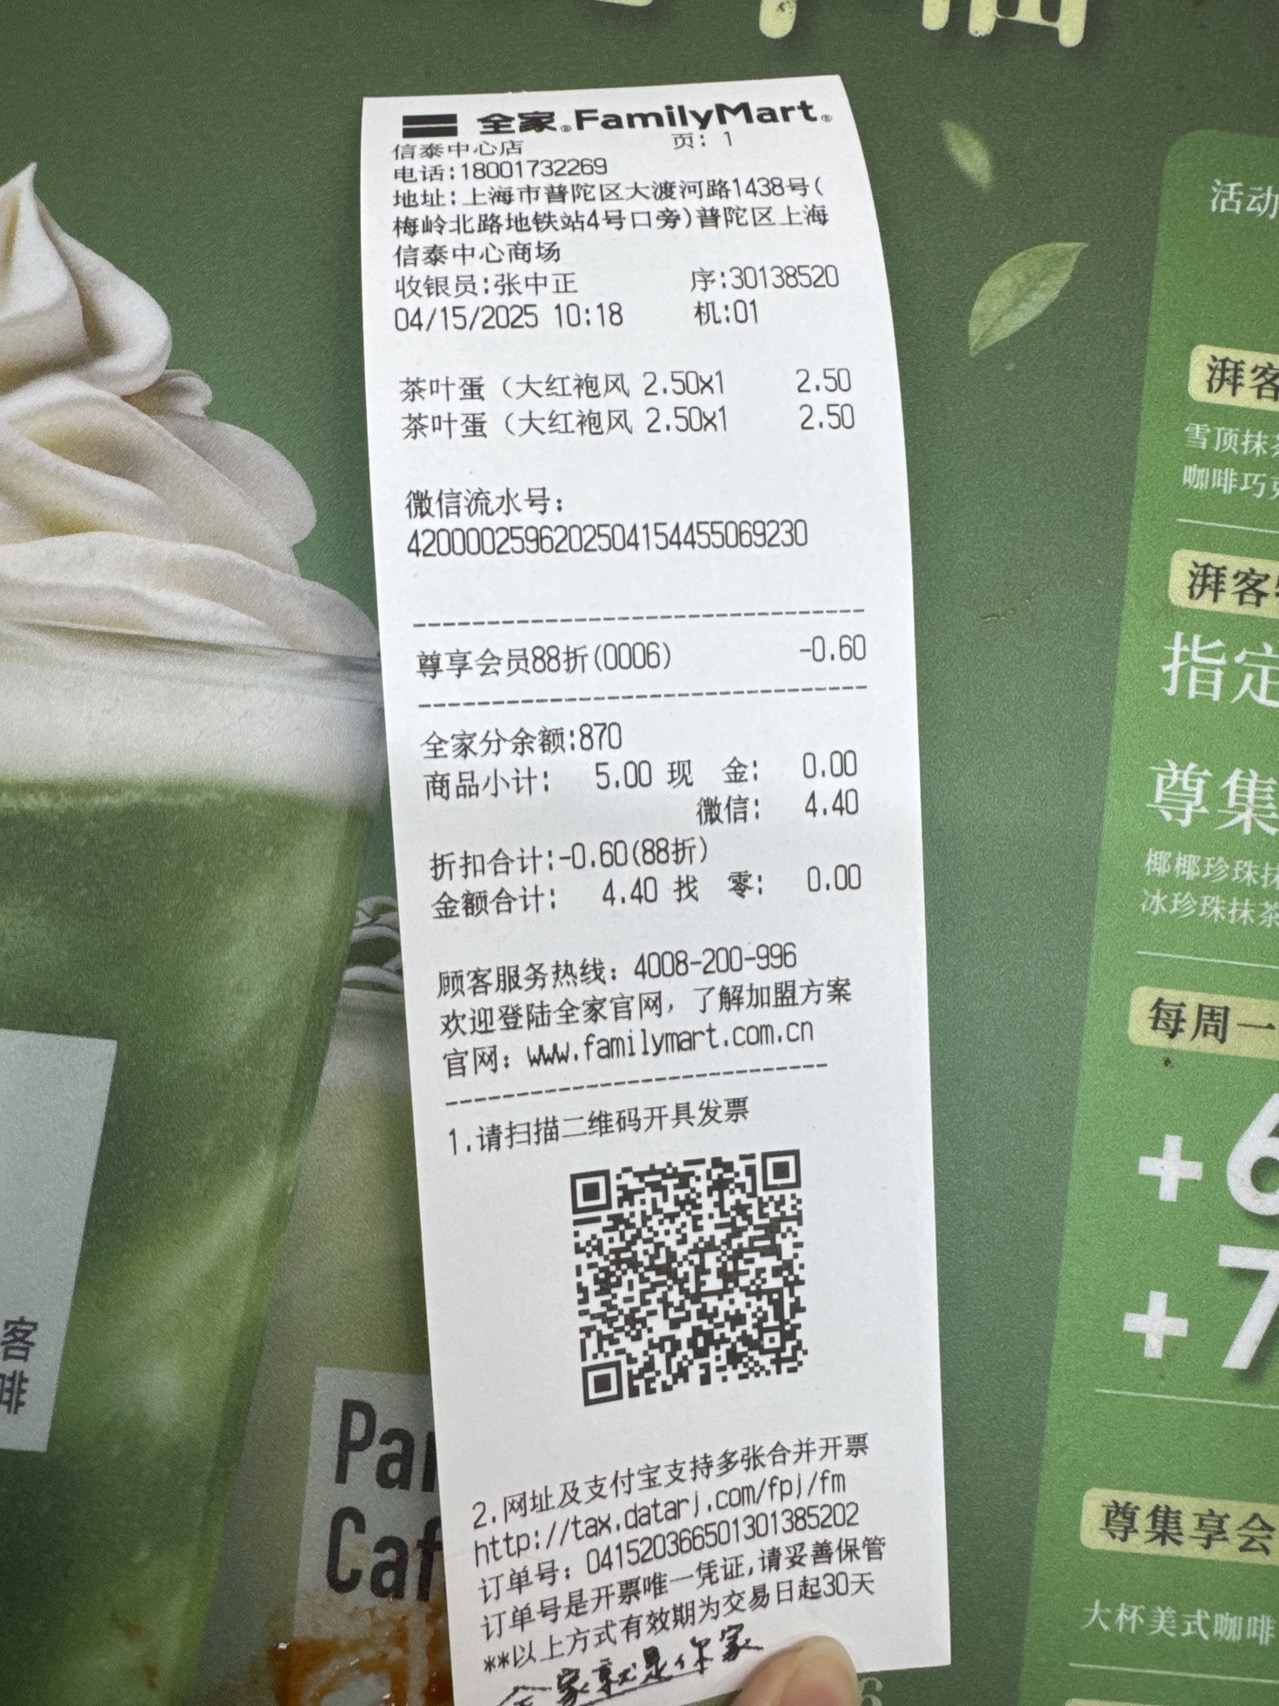 全家®FamilyMart®
信泰中心店 页: 1
电话:18001732269
地址:上海市普陀区大渡河路1438号(
梅岭北路地铁站4号口旁)普陀区上海
信泰中心商场
收银员:张中正 序:30138520
04/15/2025 10:18 机:01
茶叶蛋（大红袍风 2.50x1 2.50
茶叶蛋（大红袍风 2.50x1 2.50
微信流水号:
4200002596202504154455069230
尊享会员88折(0006) -0.60
全家分余额:870
商品小计: 5.00 现 金: 0.00
微信: 4.40
折扣合计:-0.60(88折)
金额合计: 4.40 找 零: 0.00
顾客服务热线: 4008-200-996
欢迎登陆全家官网, 了解加盟方案
官网: www.familymart.com.cn
1.请扫描二维码开具发票
2.网址及支付宝支持多张合并开票
http://tax.datarj.com/fpj/fm
订单号: 04152036650130138520​2
订单号是开票唯一凭证,请妥善保管
**以上方式有效期为交易日起30天
全家就是你家
活动
湃客
雪顶抹茶
咖啡巧克
湃客
指定
尊集
椰椰珍珠抹
冰珍珠抹茶
每周一
+6
+7
尊集享会
大杯美式咖啡
客
啡
Par
Caf